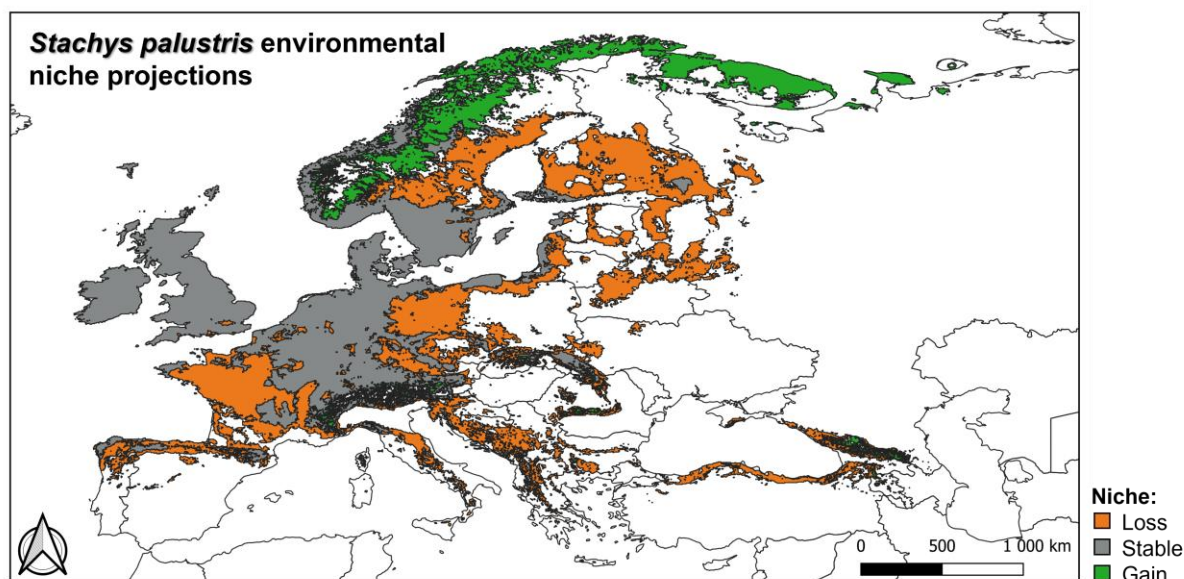 Stachys palustris environmental
niche projections
Niche:
Loss
Stable
Gain
0 500 1 000 km